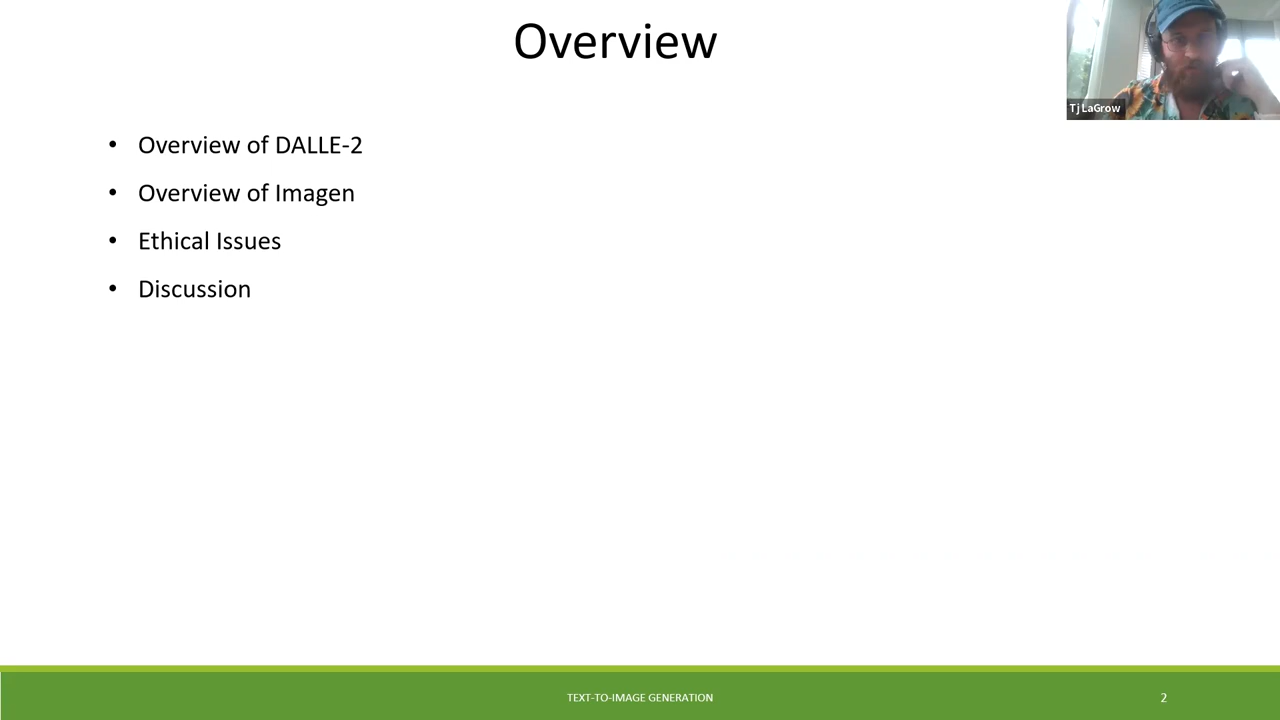 Overview
Tj LaGrow
• Overview of DALLE-2
• Overview of Imagen
• Ethical Issues
• Discussion
TEXT-TO-IMAGE GENERATION
2